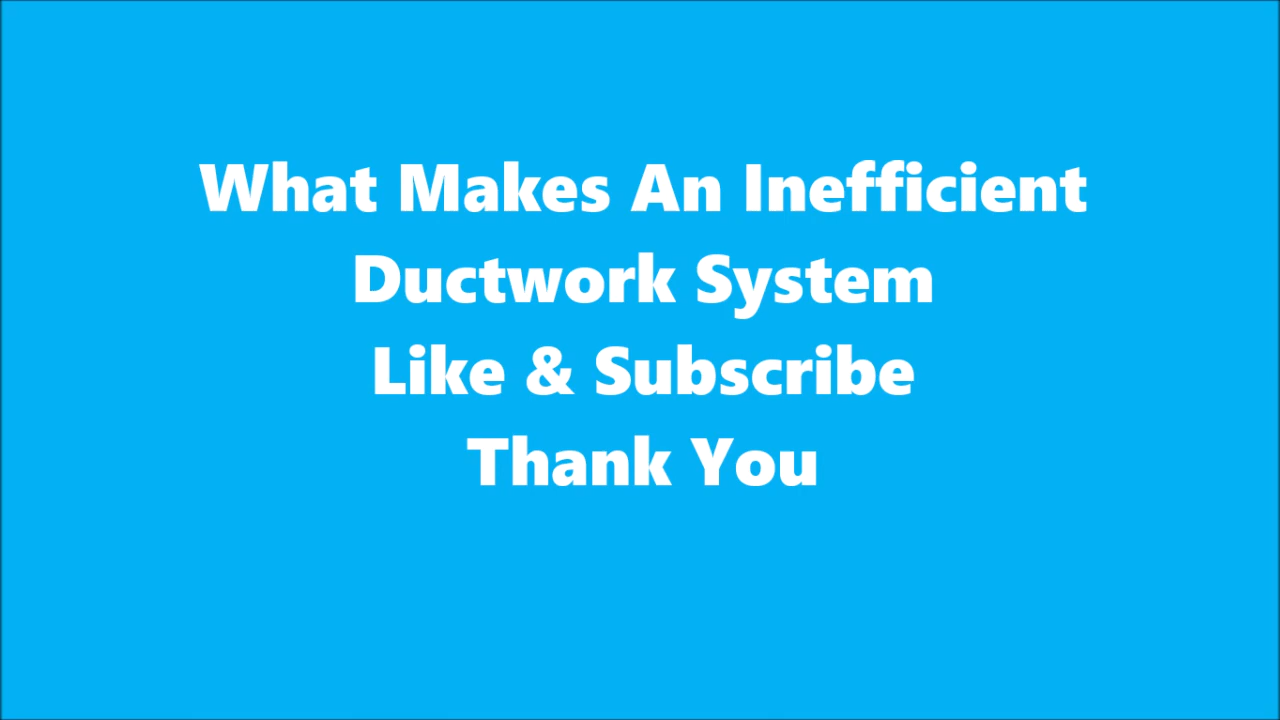 What Makes An Inefficient
Ductwork System
Like & Subscribe
Thank You